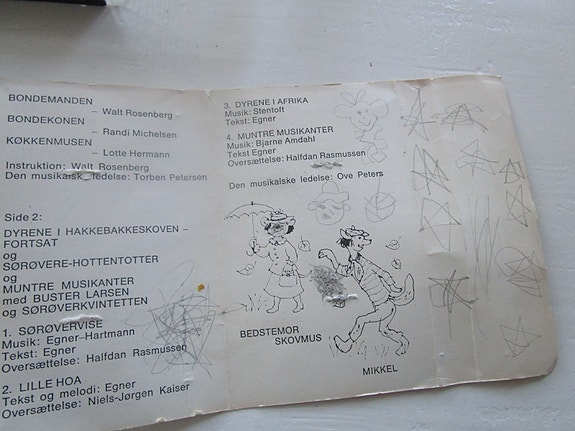 BONDEMANDEN
– Walt Rosenberg –
BONDEKONEN
– Randi Michelsen
KØKKENMUSEN
– Lotte Hermann
Instruktion: Walt Rosenberg
Den musikalsk ledelse: Torben Petersen
Side 2:
DYRENE I HAKKEBAKKESKOVEN –
FORTSAT
og
SØRØVERE-HOTTENTOTTER
og
MUNTRE MUSIKANTER
med BUSTER LARSEN
og SØRØVERKVINTETTEN
1. SØRØVERVISE
Musik: Egner–Hartmann
Tekst: Egner
Oversættelse: Halfdan Rasmussen
2. LILLE HOA
Tekst og melodi: Egner
Oversættelse: Niels-Jørgen Kaiser
3. DYRENE I AFRIKA
Musik: Stentoft
Tekst: Egner
4. MUNTRE MUSIKANTER
Musik: Bjarne Amdahl
Tekst Egner
Oversættelse: Halfdan Rasmussen
Den musikalske ledelse: Ove Peters
BEDSTEMOR
SKOVMUS
MIKKEL